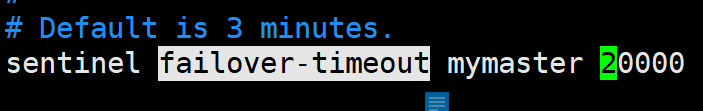 # Default is 3 minutes.
sentinel failover-timeout mymaster 20000